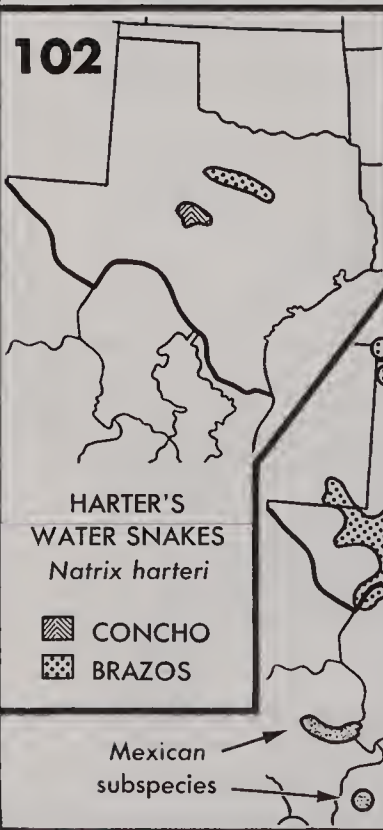 102
HARTER'S
WATER SNAKES
Natrix harteri
CONCHO
BRAZOS
Mexican
subspecies